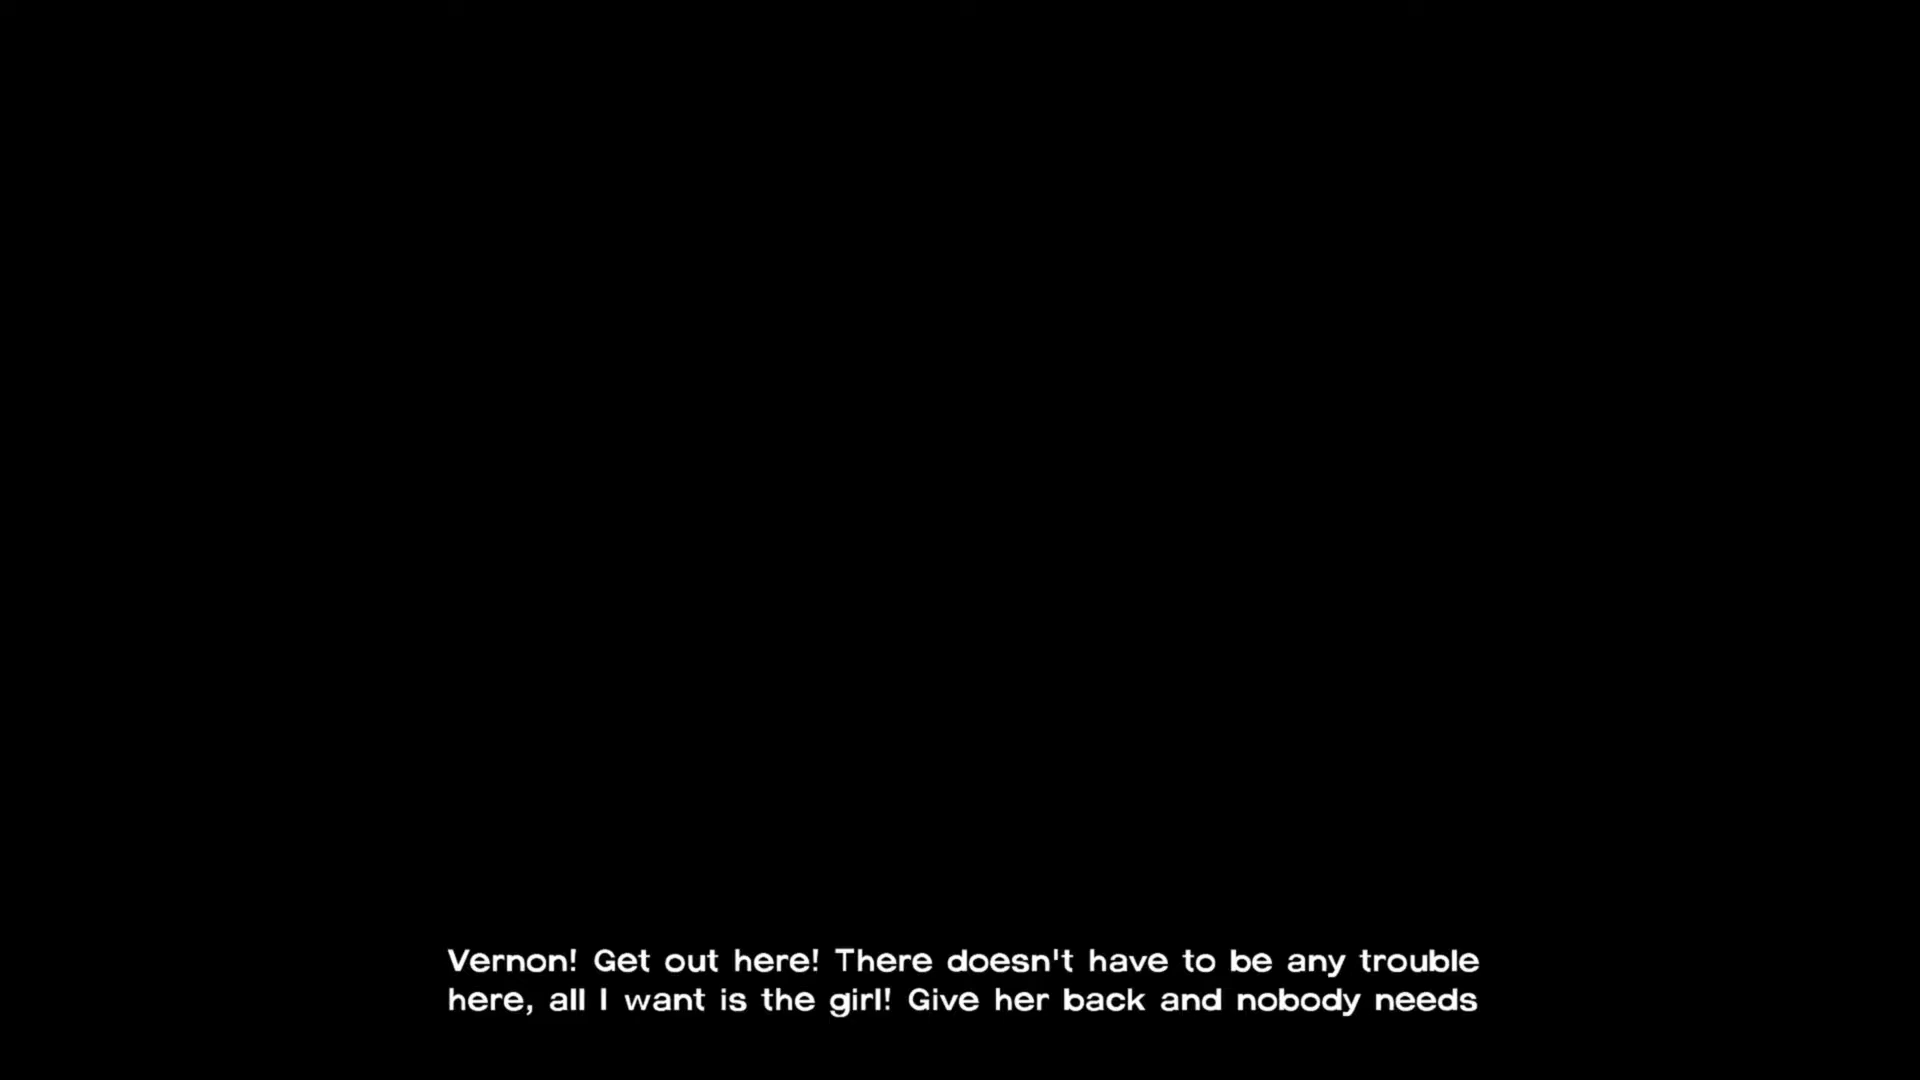 Vernon! Get out here! There doesn't have to be any trouble
here, all I want is the girl! Give her back and nobody needs